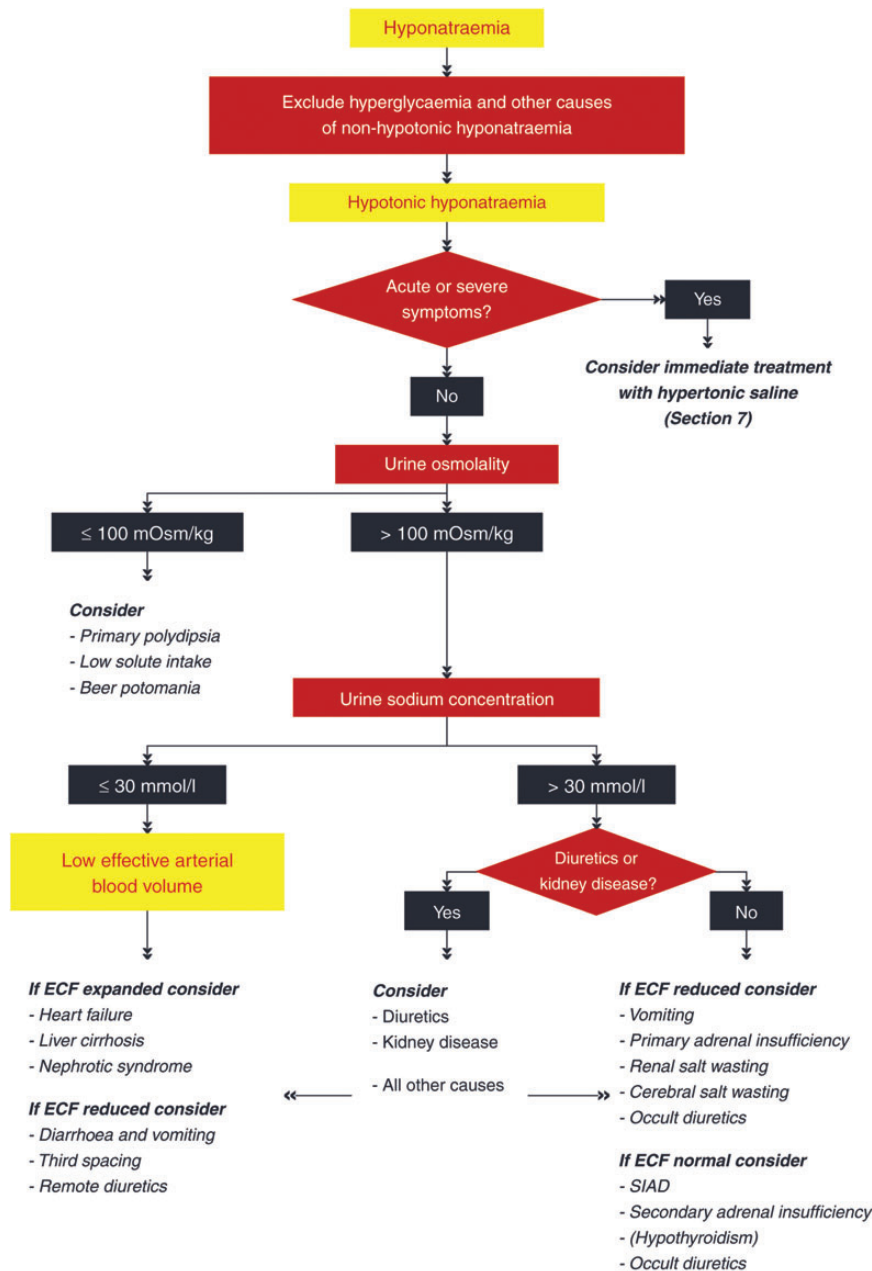 Hyponatraemia
Exclude hyperglycaemia and other causes
of non-hypotonic hyponatraemia
Hypotonic hyponatraemia
Acute or severe
symptoms?
Yes
Consider immediate treatment
with hypertonic saline
(Section 7)
No
Urine osmolality
≤ 100 mOsm/kg
> 100 mOsm/kg
Consider
- Primary polydipsia
- Low solute intake
- Beer potomania
Urine sodium concentration
≤ 30 mmol/l
> 30 mmol/l
Low effective arterial
blood volume
Diuretics or
kidney disease?
Yes
No
If ECF expanded consider
- Heart failure
- Liver cirrhosis
- Nephrotic syndrome
If ECF reduced consider
- Diarrhoea and vomiting
- Third spacing
- Remote diuretics
Consider
- Diuretics
- Kidney disease
- All other causes
If ECF reduced consider
- Vomiting
- Primary adrenal insufficiency
- Renal salt wasting
- Cerebral salt wasting
- Occult diuretics
If ECF normal consider
- SIAD
- Secondary adrenal insufficiency
- (Hypothyroidism)
- Occult diuretics